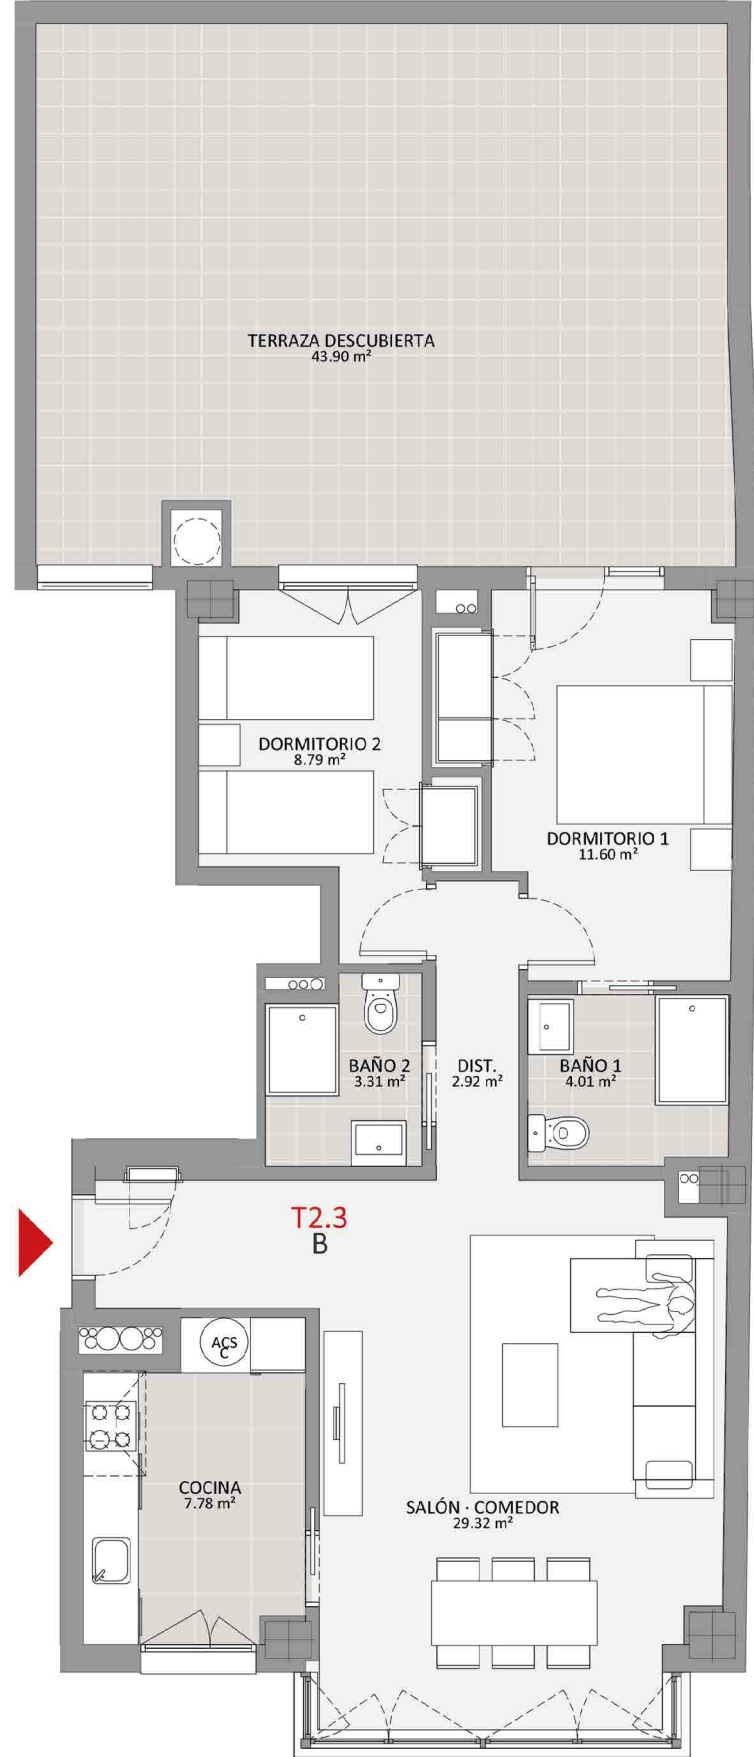 TERRAZA DESCUBIERTA
43.90 m²
DORMITORIO 2
8.79 m²
DORMITORIO 1
11.60 m²
BAÑO 2
3.31 m²
DIST.
2.92 m²
BAÑO 1
4.01 m²
T2.3
B
ACS
C
COCINA
7.78 m²
SALÓN · COMEDOR
29.32 m²